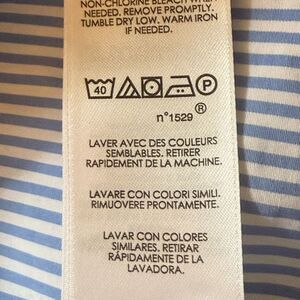 NON-CHLORINE BLEACH WHEN
NEEDED. REMOVE PROMPTLY.
TUMBLE DRY LOW. WARM IRON
IF NEEDED.
40 P
®
n°1529
LAVER AVEC DES COULEURS
SEMBLABLES. RETIRER
RAPIDEMENT DE LA MACHINE.
LAVARE CON COLORI SIMILI.
RIMUOVERE PRONTAMENTE.
LAVAR CON COLORES
SIMILARES. RETIRAR
RÁPIDAMENTE DE LA
LAVADORA.